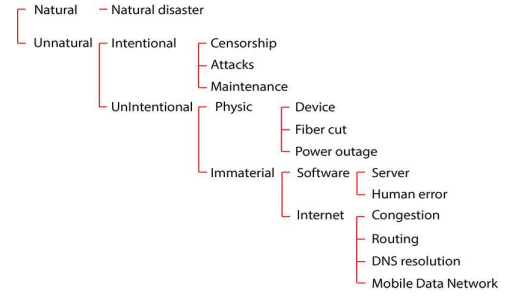 Natural Natural disaster
Unnatural Intentional Censorship
Attacks
Maintenance
UnIntentional Physic Device
Fiber cut
Power outage
Immaterial Software Server
Human error
Internet Congestion
Routing
DNS resolution
Mobile Data Network